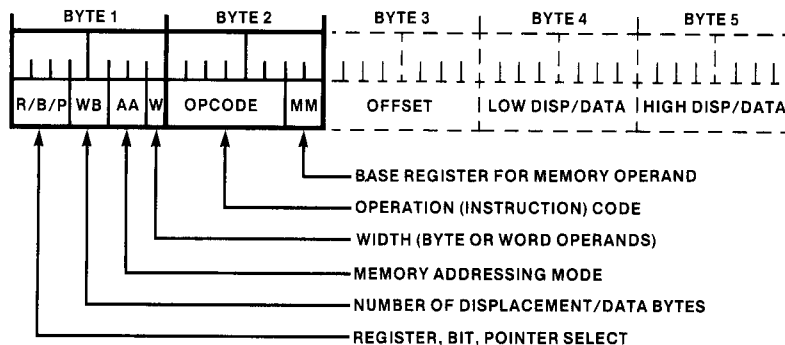 BYTE 1 BYTE 2 BYTE 3 BYTE 4 BYTE 5
R/B/P WB AA W OPCODE MM OFFSET LOW DISP/DATA HIGH DISP/DATA
BASE REGISTER FOR MEMORY OPERAND
OPERATION (INSTRUCTION) CODE
WIDTH (BYTE OR WORD OPERANDS)
MEMORY ADDRESSING MODE
NUMBER OF DISPLACEMENT/DATA BYTES
REGISTER, BIT, POINTER SELECT